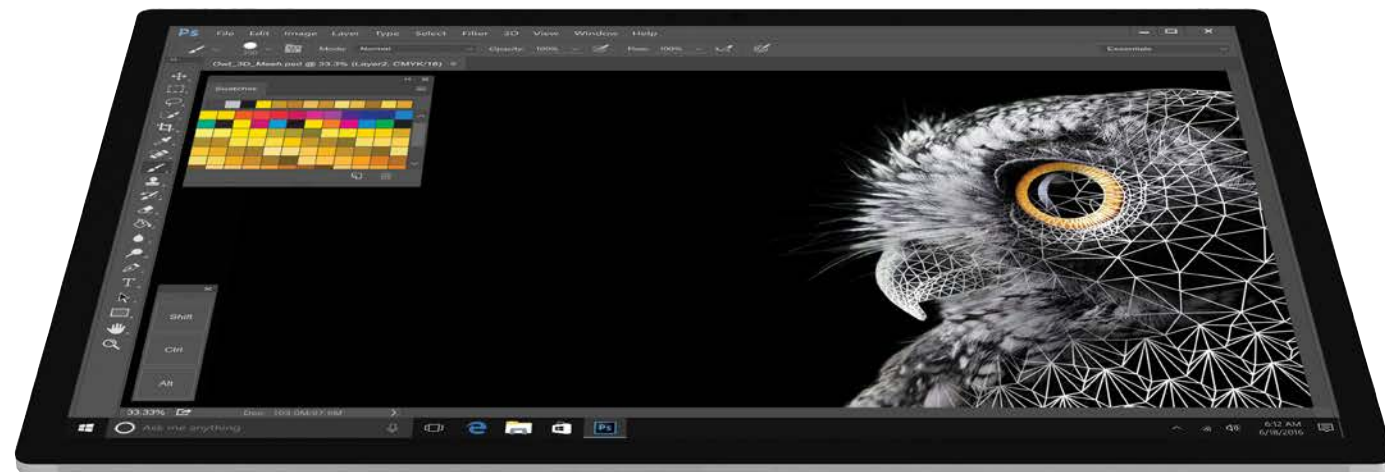 Ps File Edit Image Layer Type Select Filter 3D View Window Help
Mode: Normal Opacity: 100% Flow: 100% Essentials
Owl_3D_Mesh.psd @ 33.3% (Layer2, CMYK/16)
Swatches
Shift
Ctrl
Alt
33.33%
Ask me anything
Ps
6:12 AM
6/18/2016